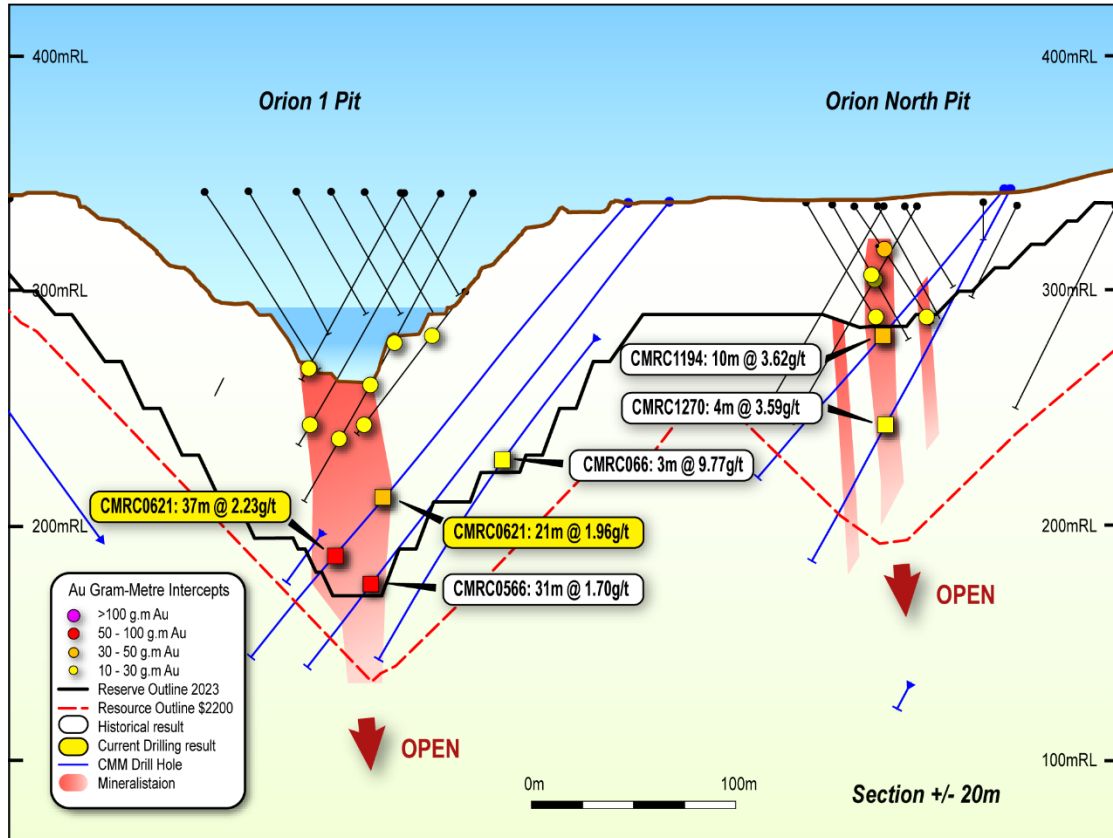 400mRL
400mRL
Orion 1 Pit
Orion North Pit
300mRL
300mRL
CMRC1194: 10m @ 3.62g/t
CMRC1270: 4m @ 3.59g/t
CMRC066: 3m @ 9.77g/t
CMRC0621: 37m @ 2.23g/t
CMRC0621: 21m @ 1.96g/t
200mRL
200mRL
CMRC0566: 31m @ 1.70g/t
Au Gram-Metre Intercepts
>100 g.m Au
50 - 100 g.m Au
30 - 50 g.m Au
10 - 30 g.m Au
Reserve Outline 2023
Resource Outline $2200
Historical result
Current Drilling result
CMM Drill Hole
Mineralistaion
OPEN
OPEN
100mRL
0m
100m
Section +/- 20m